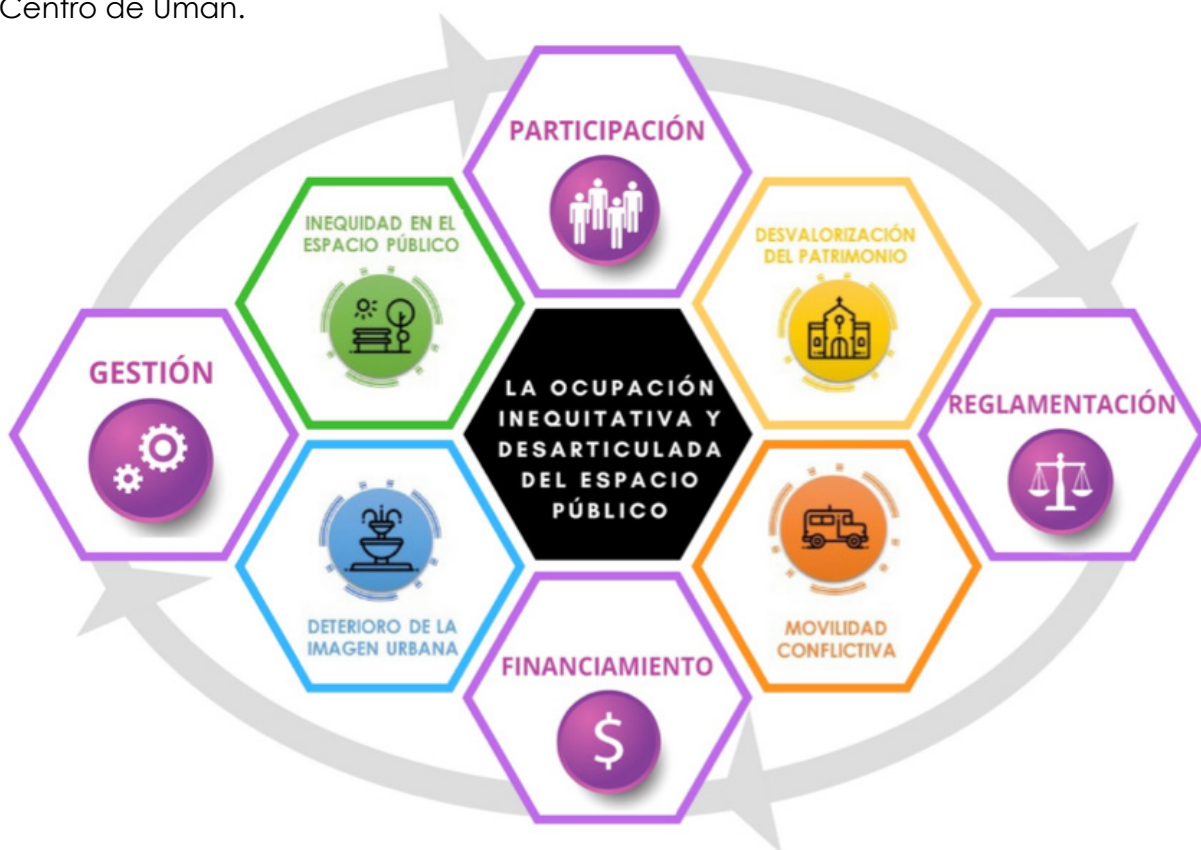 Centro de Umán.
PARTICIPACIÓN
INEQUIDAD EN EL
ESPACIO PÚBLICO
DESVALORIZACIÓN
DEL PATRIMONIO
GESTIÓN
LA OCUPACIÓN
INEQUITATIVA Y
DESARTICULADA
DEL ESPACIO
PÚBLICO
REGLAMENTACIÓN
DETERIORO DE LA
IMAGEN URBANA
MOVILIDAD
CONFLICTIVA
FINANCIAMIENTO
$